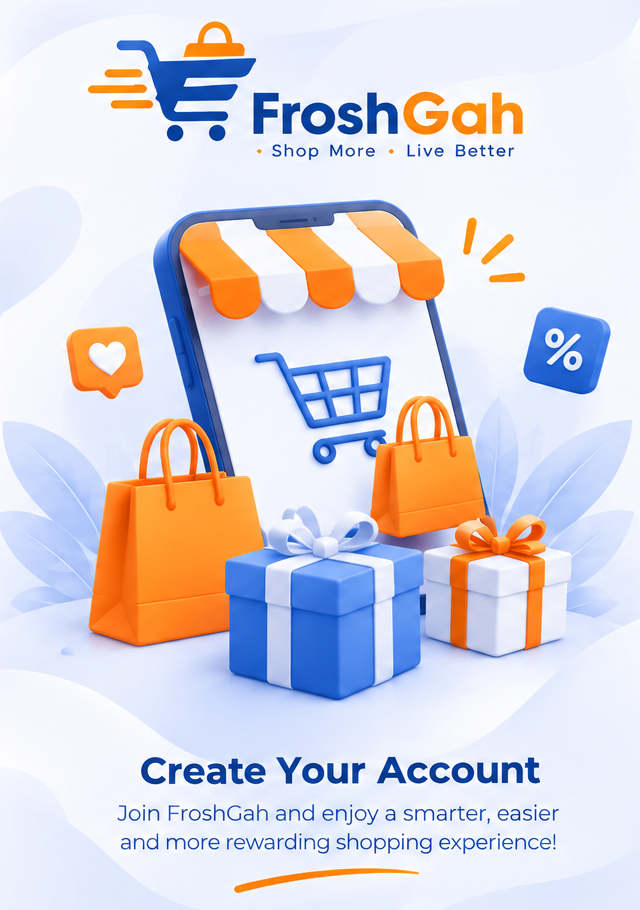 FroshGah
• Shop More • Live Better
%
Create Your Account
Join FroshGah and enjoy a smarter, easier
and more rewarding shopping experience!